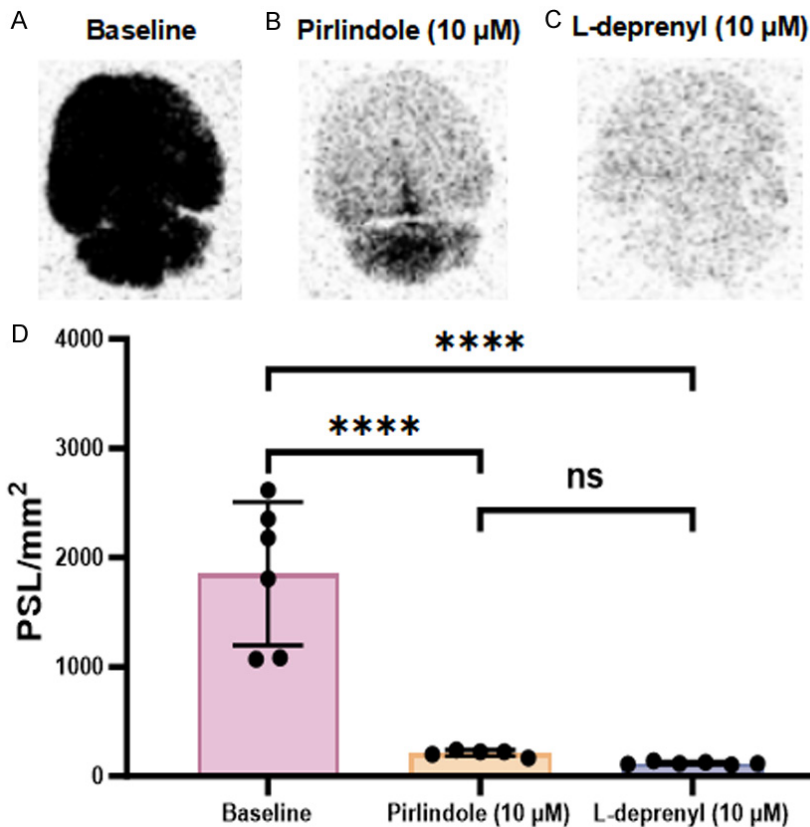 A Baseline
B Pirlindole (10 μM)
C L-deprenyl (10 μM)
D
PSL/mm²
4000
3000
2000
1000
0
****
****
ns
Baseline
Pirlindole (10 μM)
L-deprenyl (10 μM)